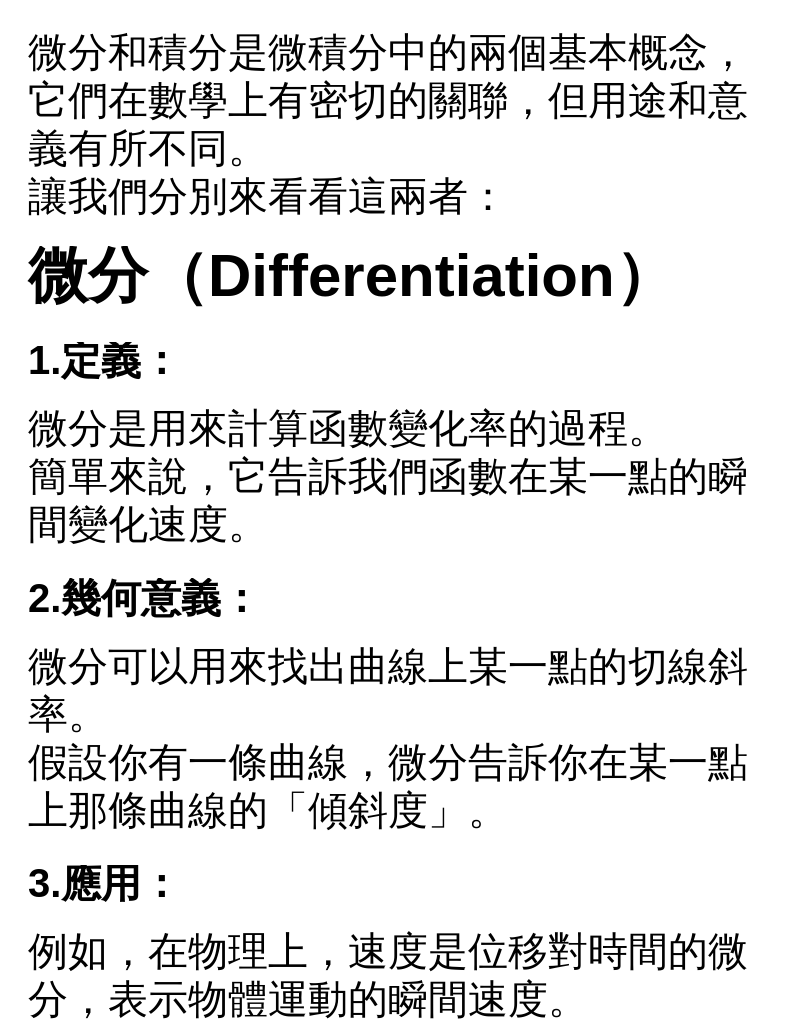 微分和積分是微積分中的兩個基本概念，
它們在數學上有密切的關聯，但用途和意
義有所不同。
讓我們分別來看看這兩者：
微分（Differentiation）
1.定義：
微分是用來計算函數變化率的過程。
簡單來說，它告訴我們函數在某一點的瞬
間變化速度。
2.幾何意義：
微分可以用來找出曲線上某一點的切線斜
率。
假設你有一條曲線，微分告訴你在某一點
上那條曲線的「傾斜度」。
3.應用：
例如，在物理上，速度是位移對時間的微
分，表示物體運動的瞬間速度。